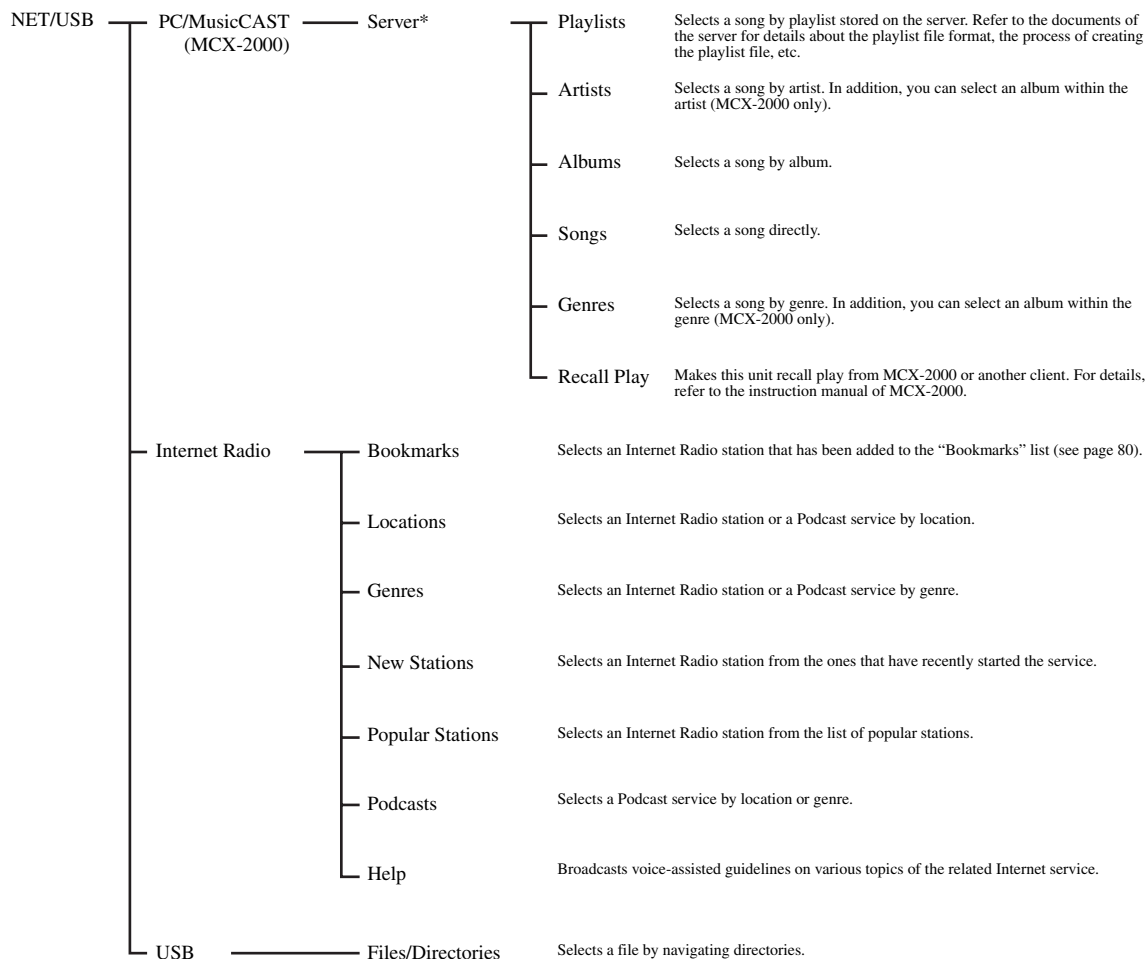 NET/USB
PC/MusicCAST
(MCX-2000)
Server*
Playlists
Selects a song by playlist stored on the server. Refer to the documents of
the server for details about the playlist file format, the process of creating
the playlist file, etc.
Artists
Selects a song by artist. In addition, you can select an album within the
artist (MCX-2000 only).
Albums
Selects a song by album.
Songs
Selects a song directly.
Genres
Selects a song by genre. In addition, you can select an album within the
genre (MCX-2000 only).
Recall Play
Makes this unit recall play from MCX-2000 or another client. For details,
refer to the instruction manual of MCX-2000.
Internet Radio
Bookmarks
Selects an Internet Radio station that has been added to the “Bookmarks” list (see page 80).
Locations
Selects an Internet Radio station or a Podcast service by location.
Genres
Selects an Internet Radio station or a Podcast service by genre.
New Stations
Selects an Internet Radio station from the ones that have recently started the service.
Popular Stations
Selects an Internet Radio station from the list of popular stations.
Podcasts
Selects a Podcast service by location or genre.
Help
Broadcasts voice-assisted guidelines on various topics of the related Internet service.
USB
Files/Directories
Selects a file by navigating directories.